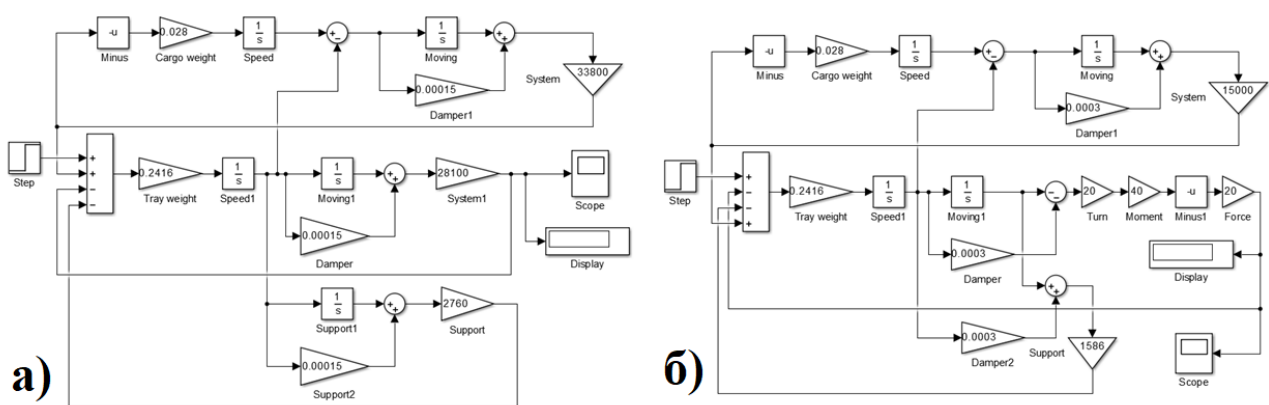 -u
Minus
0.028
Cargo weight
1
s
Speed
+
−
1
s
Moving
+
+
0.00015
Damper1
System
33800
Step
+
+
−
−
0.2416
Tray weight
1
s
Speed1
1
s
Moving1
+
+
28100
System1
Scope
0.00015
Damper
Display
1
s
Support1
+
+
2760
Support
0.00015
Support2
а)
-u
Minus
0.028
Cargo weight
1
s
Speed
+
−
1
s
Moving
+
+
0.0003
Damper1
System
15000
Step
+
−
−
+
0.2416
Tray weight
1
s
Speed1
1
s
Moving1
−
−
20
Turn
40
Moment
-u
Minus1
20
Force
0.0003
Damper
Display
+
+
0.0003
Damper2
Support
1586
Scope
б)